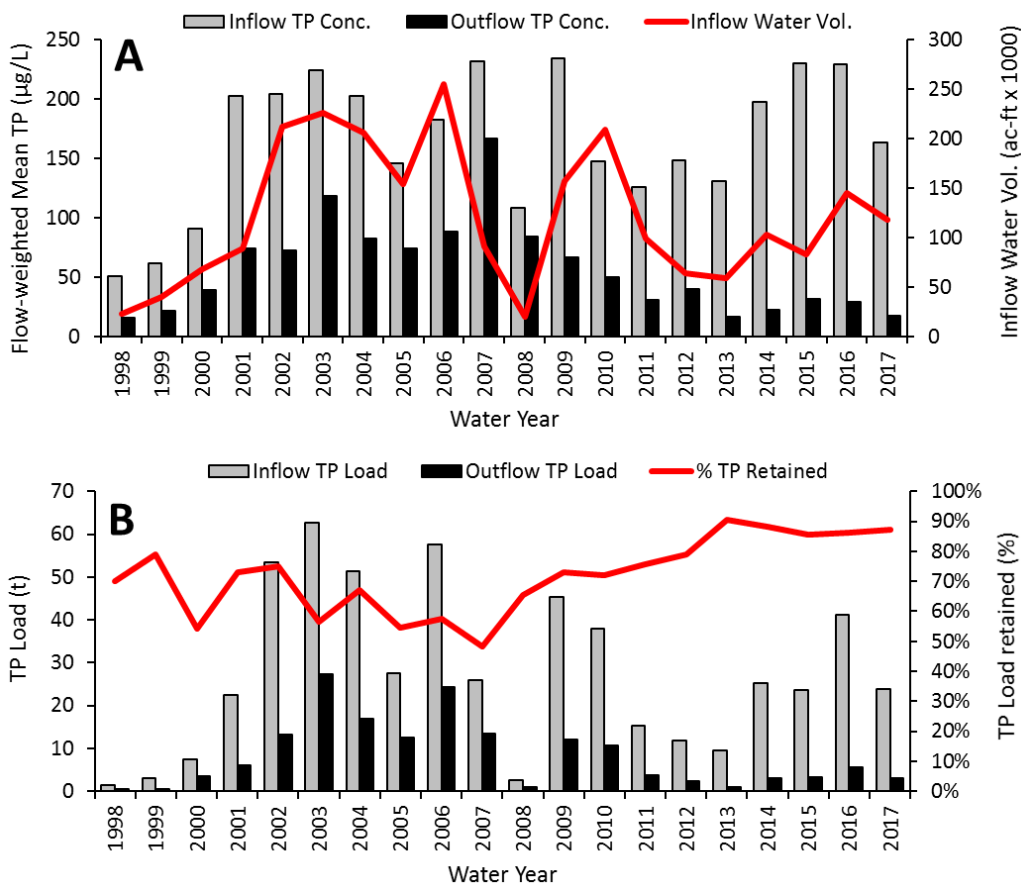 Inflow TP Conc. Outflow TP Conc. Inflow Water Vol.
A
Flow-weighted Mean TP (µg/L)
250
200
150
100
50
0
300
250
200
150
100
50
0
Inflow Water Vol. (ac-ft x 1000)
1998 1999 2000 2001 2002 2003 2004 2005 2006 2007 2008 2009 2010 2011 2012 2013 2014 2015 2016 2017
Water Year
Inflow TP Load Outflow TP Load % TP Retained
B
TP Load (t)
70
60
50
40
30
20
10
0
100%
90%
80%
70%
60%
50%
40%
30%
20%
10%
0%
TP Load retained (%)
1998 1999 2000 2001 2002 2003 2004 2005 2006 2007 2008 2009 2010 2011 2012 2013 2014 2015 2016 2017
Water Year